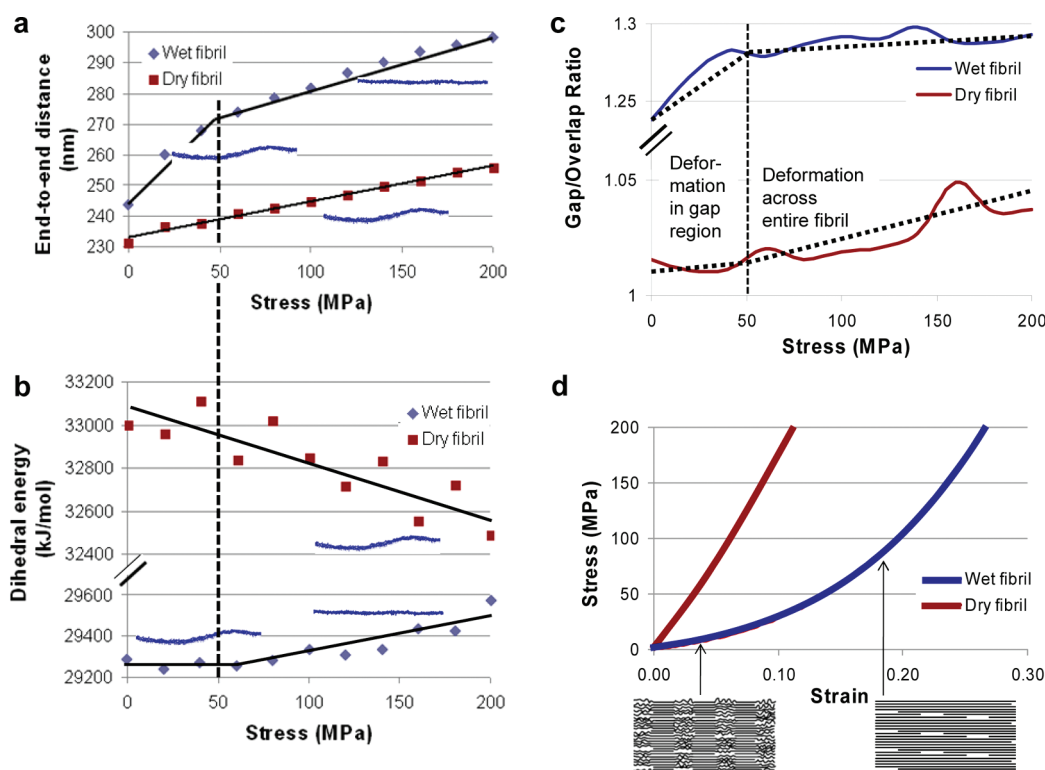 a
End-to-end distance
(nm)
300
290
280
270
260
250
240
230
Wet fibril
Dry fibril
0
50
100
150
200
Stress (MPa)
b
Dihedral energy
(kJ/mol)
33200
33000
32800
32600
32400
29600
29400
29200
Wet fibril
Dry fibril
0
50
100
150
200
Stress (MPa)
c
Gap/Overlap Ratio
1.3
1.25
1.05
1
Wet fibril
Dry fibril
Defor-
mation
in gap
region
Deformation
across
entire fibril
0
50
100
150
200
Stress (MPa)
d
Stress (MPa)
200
150
100
50
0
Wet fibril
Dry fibril
0.00
0.10
0.20
0.30
Strain